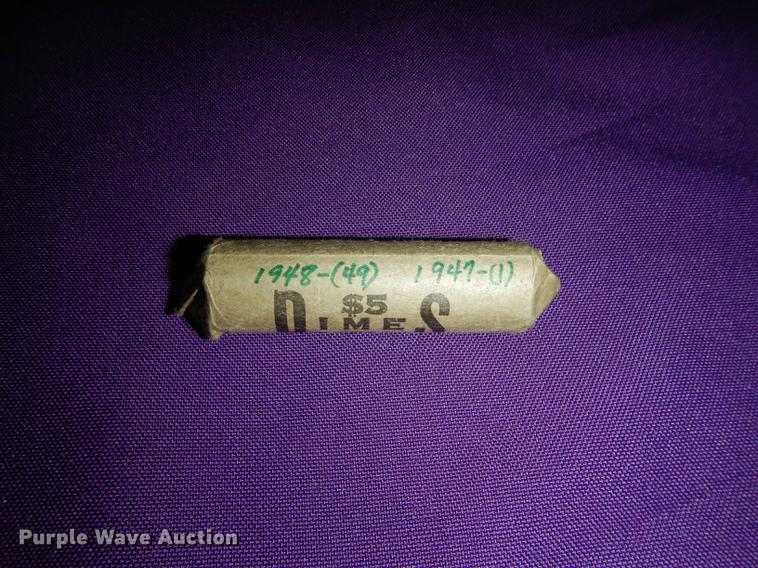 1948-(49) 1947-(1)
$5
DIMES
Purple Wave Auction